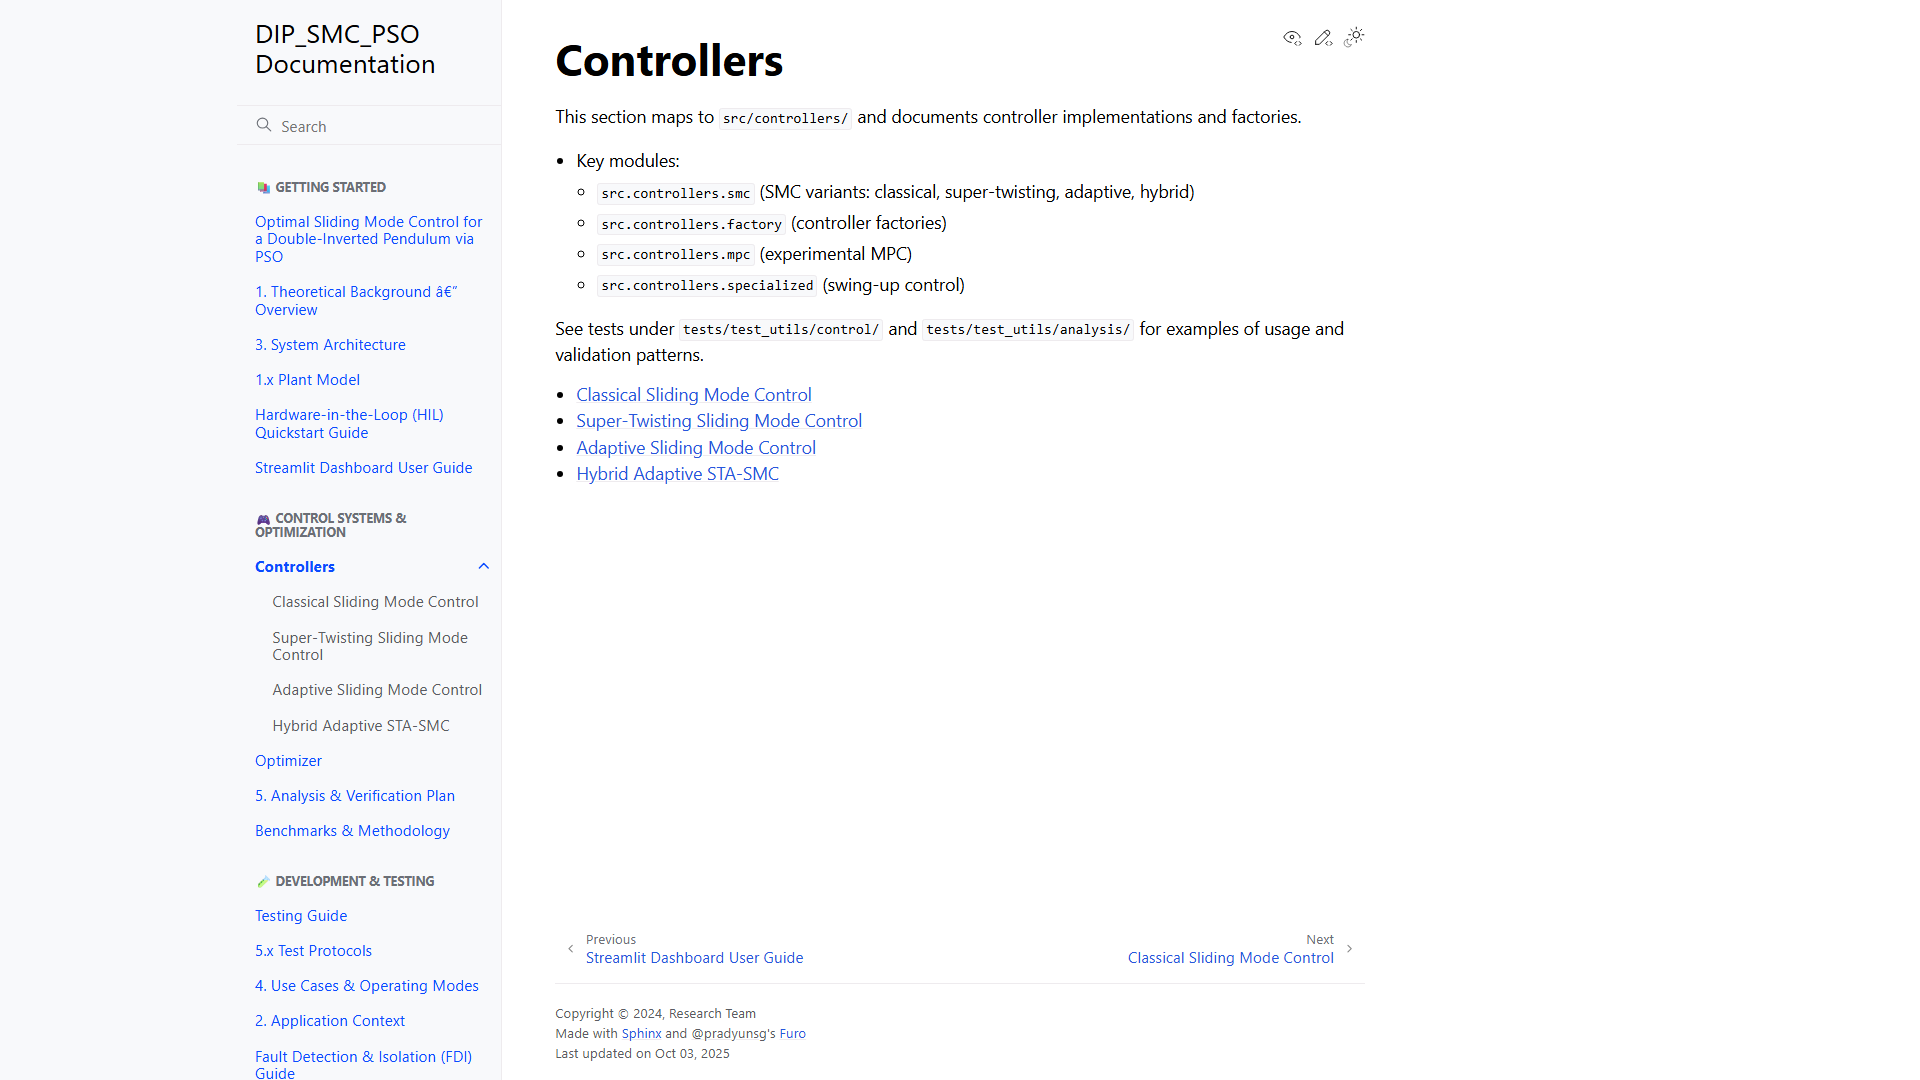 DIP_SMC_PSO
Documentation
Search
GETTING STARTED
Optimal Sliding Mode Control for
a Double-Inverted Pendulum via
PSO
1. Theoretical Background â€”
Overview
3. System Architecture
1.x Plant Model
Hardware-in-the-Loop (HIL)
Quickstart Guide
Streamlit Dashboard User Guide
CONTROL SYSTEMS &
OPTIMIZATION
Controllers
Classical Sliding Mode Control
Super-Twisting Sliding Mode
Control
Adaptive Sliding Mode Control
Hybrid Adaptive STA-SMC
Optimizer
5. Analysis & Verification Plan
Benchmarks & Methodology
DEVELOPMENT & TESTING
Testing Guide
5.x Test Protocols
4. Use Cases & Operating Modes
2. Application Context
Fault Detection & Isolation (FDI)
Guide
Controllers
This section maps to src/controllers/ and documents controller implementations and factories.
• Key modules:
◦ src.controllers.smc (SMC variants: classical, super-twisting, adaptive, hybrid)
◦ src.controllers.factory (controller factories)
◦ src.controllers.mpc (experimental MPC)
◦ src.controllers.specialized (swing-up control)
See tests under tests/test_utils/control/ and tests/test_utils/analysis/ for examples of usage and
validation patterns.
• Classical Sliding Mode Control
• Super-Twisting Sliding Mode Control
• Adaptive Sliding Mode Control
• Hybrid Adaptive STA-SMC
Previous
Streamlit Dashboard User Guide
Next
Classical Sliding Mode Control
Copyright © 2024, Research Team
Made with Sphinx and @pradyunsg's Furo
Last updated on Oct 03, 2025